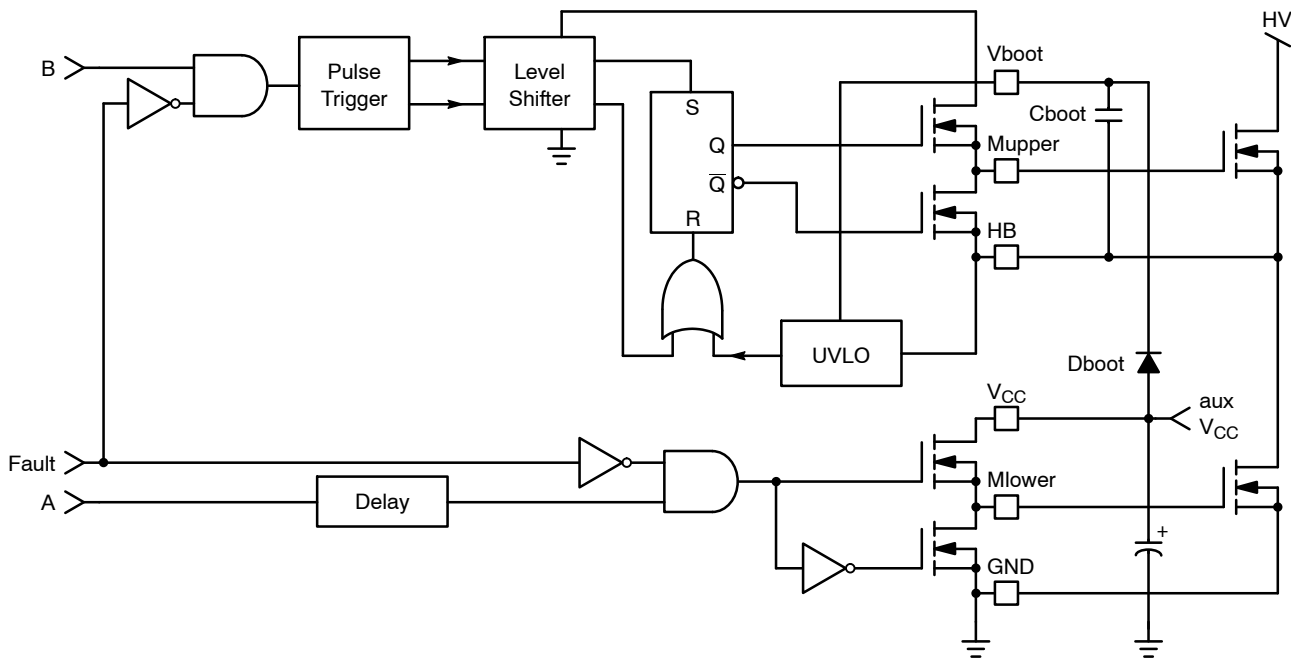 HV
B
Pulse
Trigger
Level
Shifter
Vboot
Cboot
S
Q
Q
R
Mupper
HB
UVLO
Dboot
VCC
aux
VCC
Fault
A
Delay
Mlower
+
GND